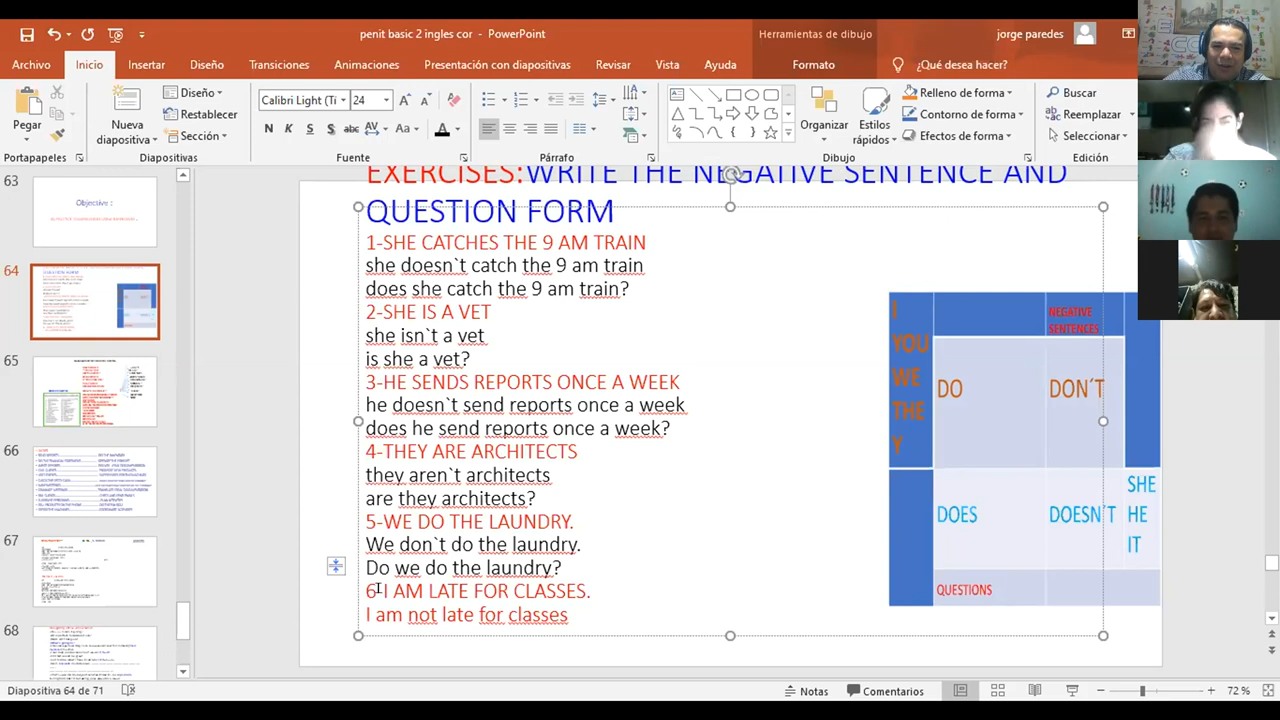 penit basic 2 ingles cor - PowerPoint
Herramientas de dibujo
jorge paredes
Archivo
Inicio
Insertar
Diseño
Transiciones
Animaciones
Presentación con diapositivas
Revisar
Vista
Ayuda
Formato
¿Qué desea hacer?
Pegar
Nueva
diapositiva
Diseño
Restablecer
Sección
Calibri Light (Ti
24
N K S abc AV Aa A
Organizar
Estilos
rápidos
Relleno de forma
Contorno de forma
Efectos de forma
Buscar
Reemplazar
Seleccionar
Portapapeles
Diapositivas
Fuente
Párrafo
Dibujo
Edición
63
Objective :
64
65
66
67
68
EXERCISES:WRITE THE NEGATIVE SENTENCE AND
QUESTION FORM
1-SHE CATCHES THE 9 AM TRAIN
she doesn`t catch the 9 am train
does she catch the 9 am train?
2-SHE IS A VET
she isn`t a vet
is she a vet?
3-HE SENDS REPORTS ONCE A WEEK
he doesnt send reports once a week
does he send reports once a week?
4-THEY ARE ARCHITECTS
they aren't architect
are they architects?
5-WE DO THE LAUNDRY.
We don`t do the laundry.
Do we do the laundry?
6-I AM LATE FOR CLASSES.
I am not late for classes
I
YOU
WE
THE
Y
NEGATIVE
SENTENCES
DO
DON´T
DOES
DOESN´T
SHE
HE
IT
QUESTIONS
Diapositiva 64 de 71
Notas
Comentarios
72 %